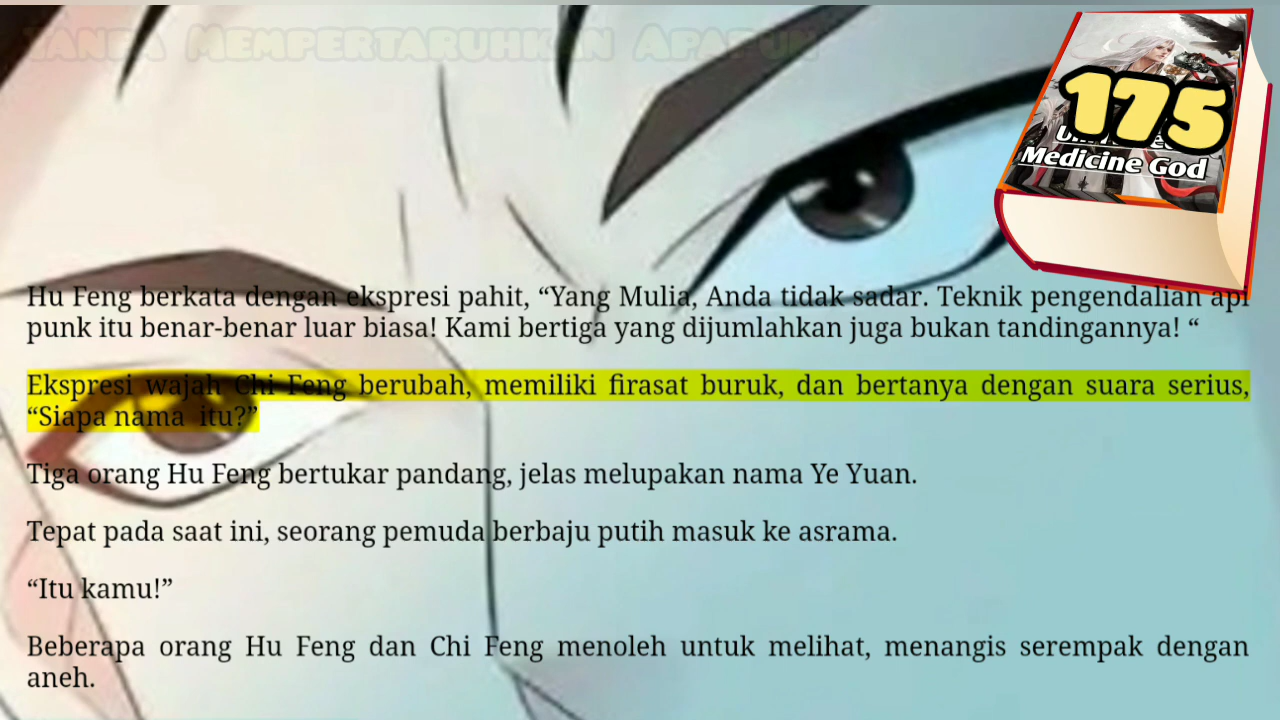 Tanpa Mempertaruhkan Apapun
175
Medicine God
Hu Feng berkata dengan ekspresi pahit, “Yang Mulia, Anda tidak sadar. Teknik pengendalian api
punk itu benar-benar luar biasa! Kami bertiga yang dijumlahkan juga bukan tandingannya! “
Ekspresi wajah Chi Feng berubah, memiliki firasat buruk, dan bertanya dengan suara serius,
“Siapa nama itu?”
Tiga orang Hu Feng bertukar pandang, jelas melupakan nama Ye Yuan.
Tepat pada saat ini, seorang pemuda berbaju putih masuk ke asrama.
“Itu kamu!”
Beberapa orang Hu Feng dan Chi Feng menoleh untuk melihat, menangis serempak dengan
aneh.